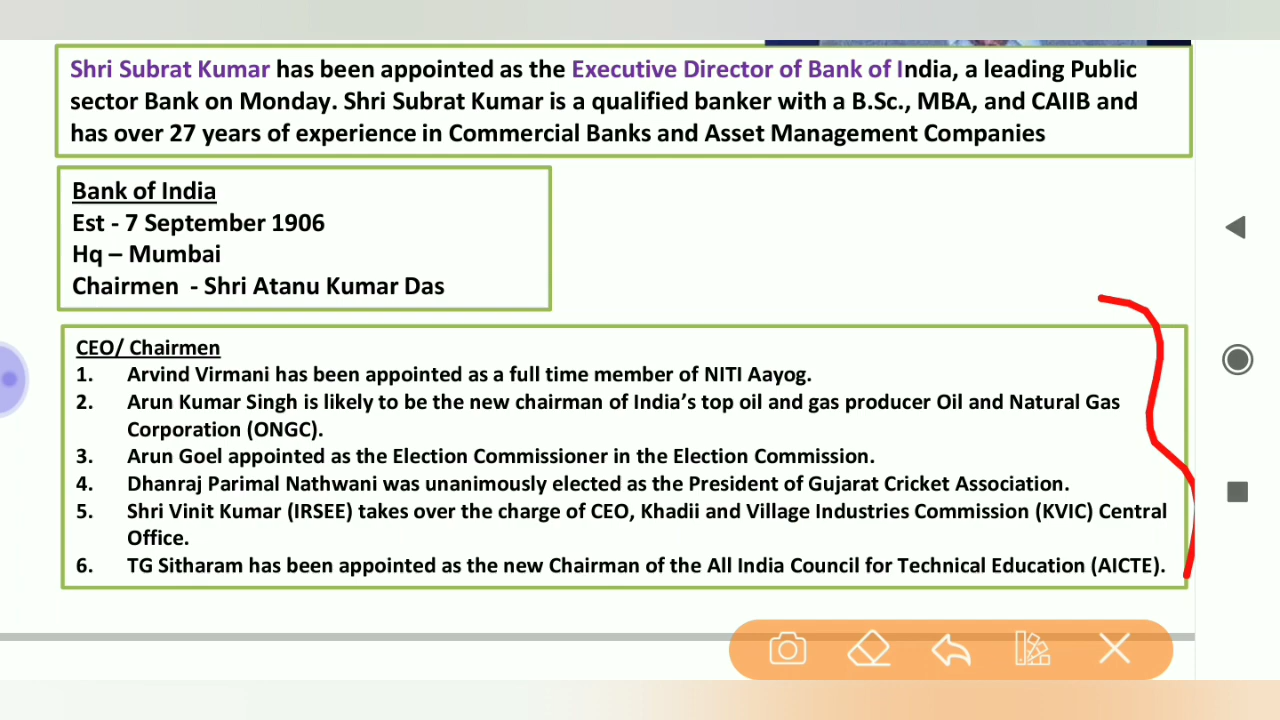 Shri Subrat Kumar has been appointed as the Executive Director of Bank of India, a leading Public
sector Bank on Monday. Shri Subrat Kumar is a qualified banker with a B.Sc., MBA, and CAIIB and
has over 27 years of experience in Commercial Banks and Asset Management Companies
Bank of India
Est - 7 September 1906
Hq – Mumbai
Chairmen - Shri Atanu Kumar Das
CEO/ Chairmen
1. Arvind Virmani has been appointed as a full time member of NITI Aayog.
2. Arun Kumar Singh is likely to be the new chairman of India's top oil and gas producer Oil and Natural Gas
Corporation (ONGC).
3. Arun Goel appointed as the Election Commissioner in the Election Commission.
4. Dhanraj Parimal Nathwani was unanimously elected as the President of Gujarat Cricket Association.
5. Shri Vinit Kumar (IRSEE) takes over the charge of CEO, Khadii and Village Industries Commission (KVIC) Central
Office.
6. TG Sitharam has been appointed as the new Chairman of the All India Council for Technical Education (AICTE).